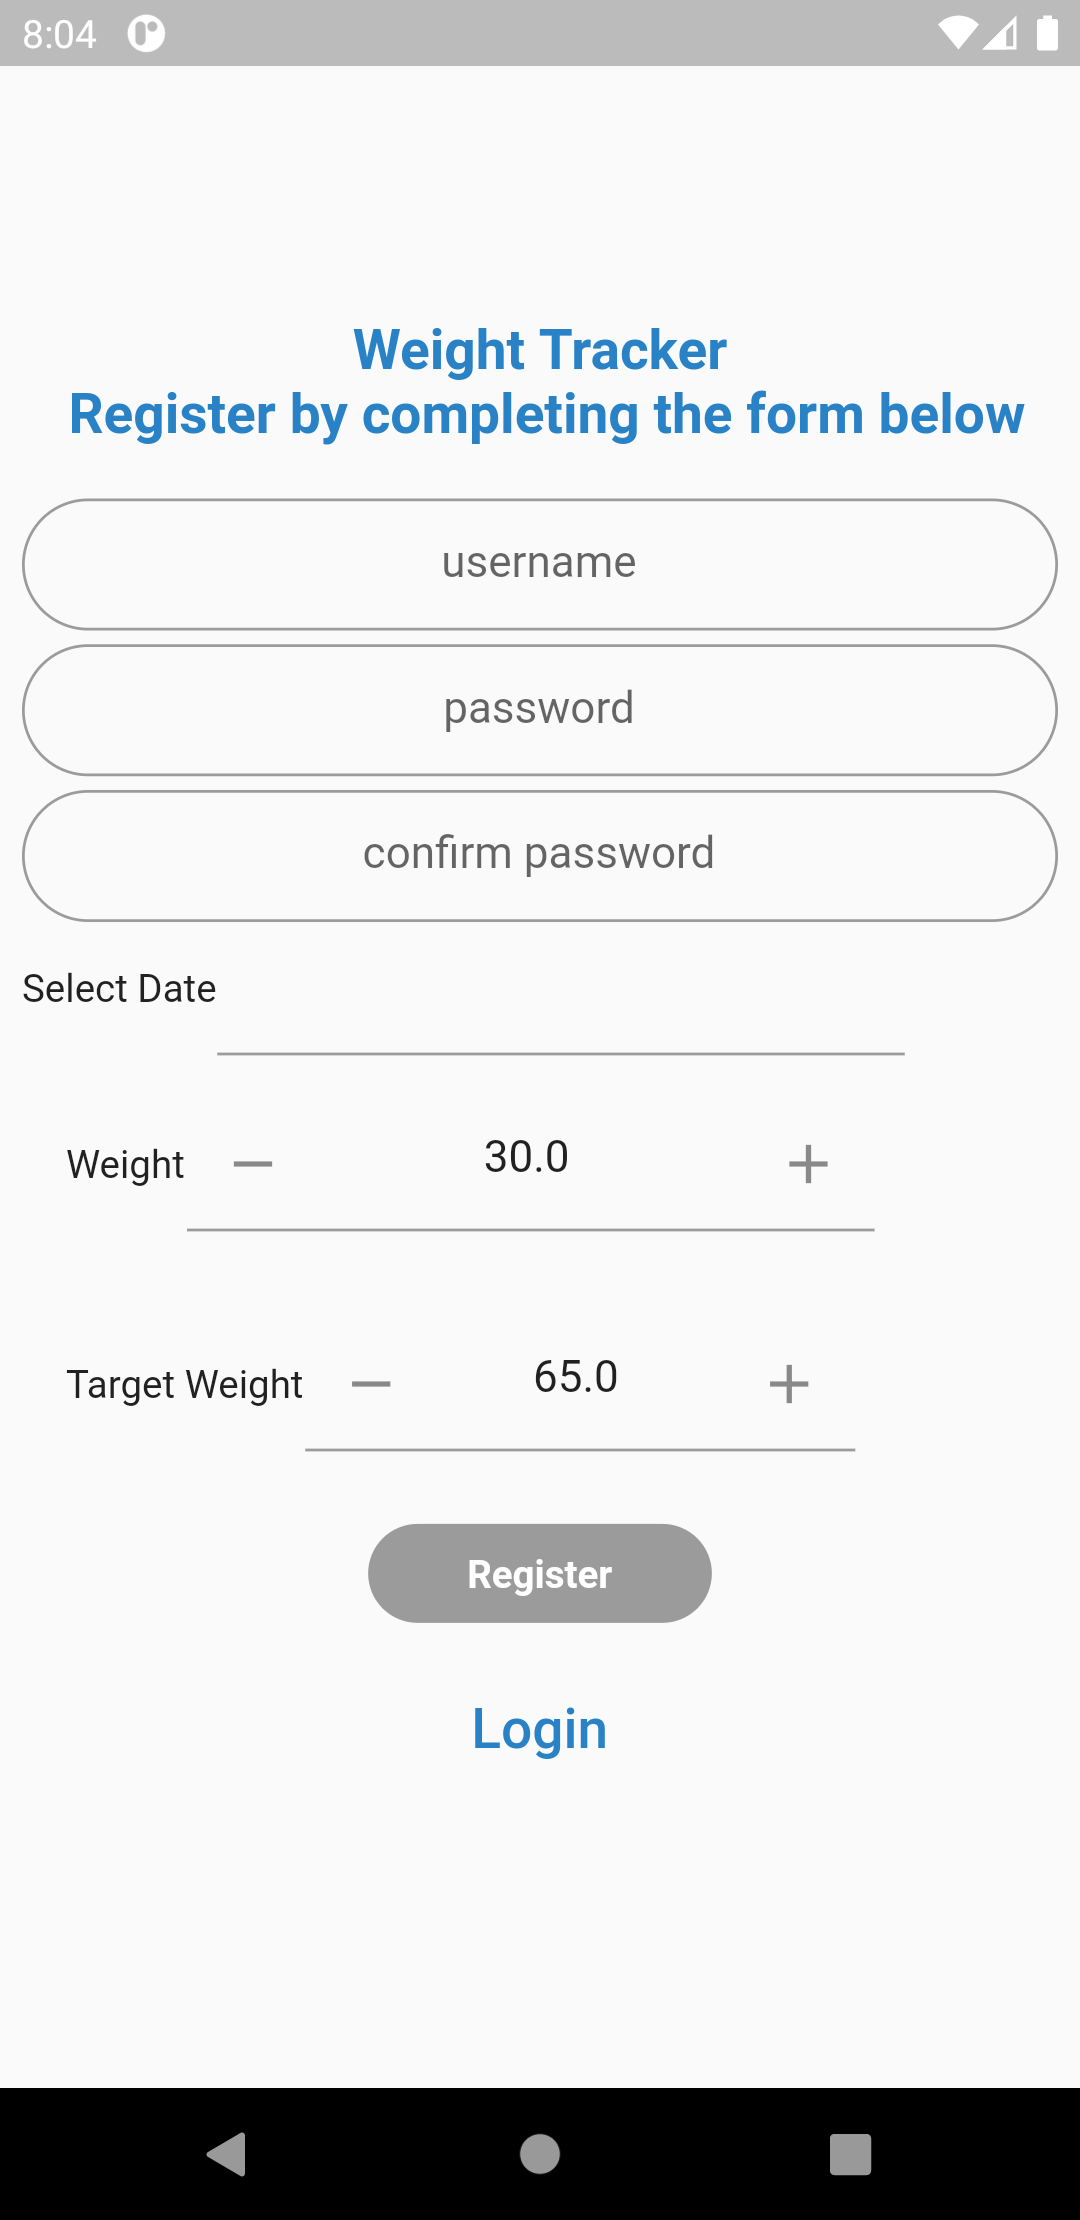 8:04
Weight Tracker
Register by completing the form below
username
password
confirm password
Select Date
Weight
30.0
Target Weight
65.0
Register
Login